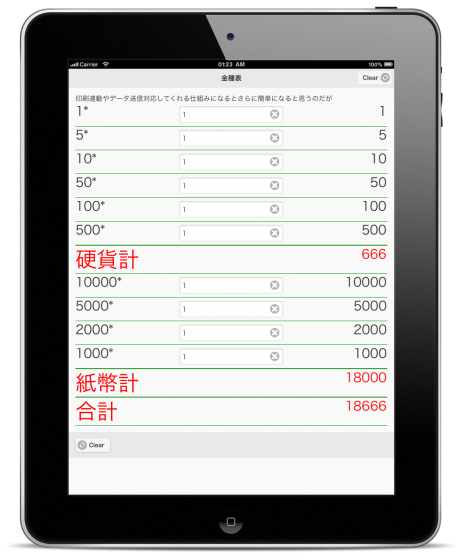 Carrier 01:23 AM 100%
金種表 Clear
印刷連動やデータ送信対応してくれる仕組みになるとさらに簡単になると思うのだが
1* 1 1
5* 1 5
10* 1 10
50* 1 50
100* 1 100
500* 1 500
硬貨計 666
10000* 1 10000
5000* 1 5000
2000* 1 2000
1000* 1 1000
紙幣計 18000
合計 18666
Clear